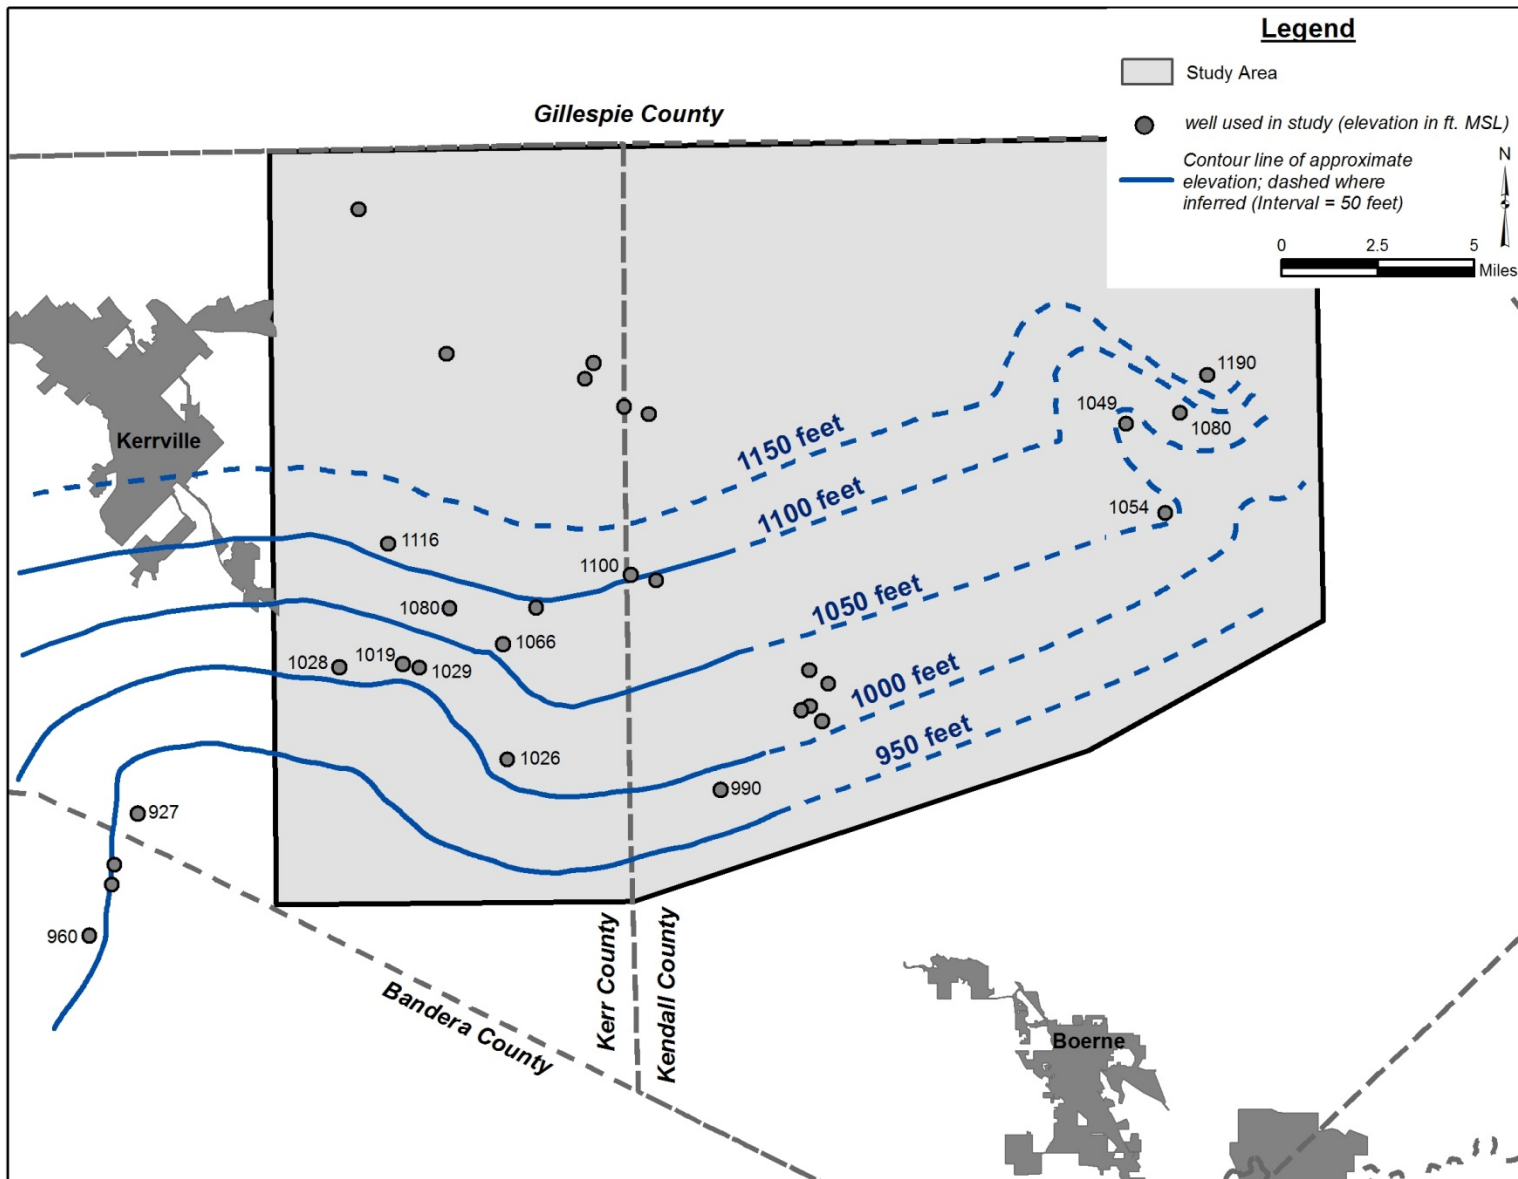 Legend
Study Area
well used in study (elevation in ft. MSL)
Contour line of approximate
elevation; dashed where
inferred (Interval = 50 feet)
N
0 2.5 5
Miles
Gillespie County
Kerrville
1190
1049
1080
1150 feet
1100 feet
1054
1116
1100
1080
1050 feet
1066
1028
1019
1029
1000 feet
1026
950 feet
990
927
960
Kerr County
Kendall County
Bandera County
Boerne